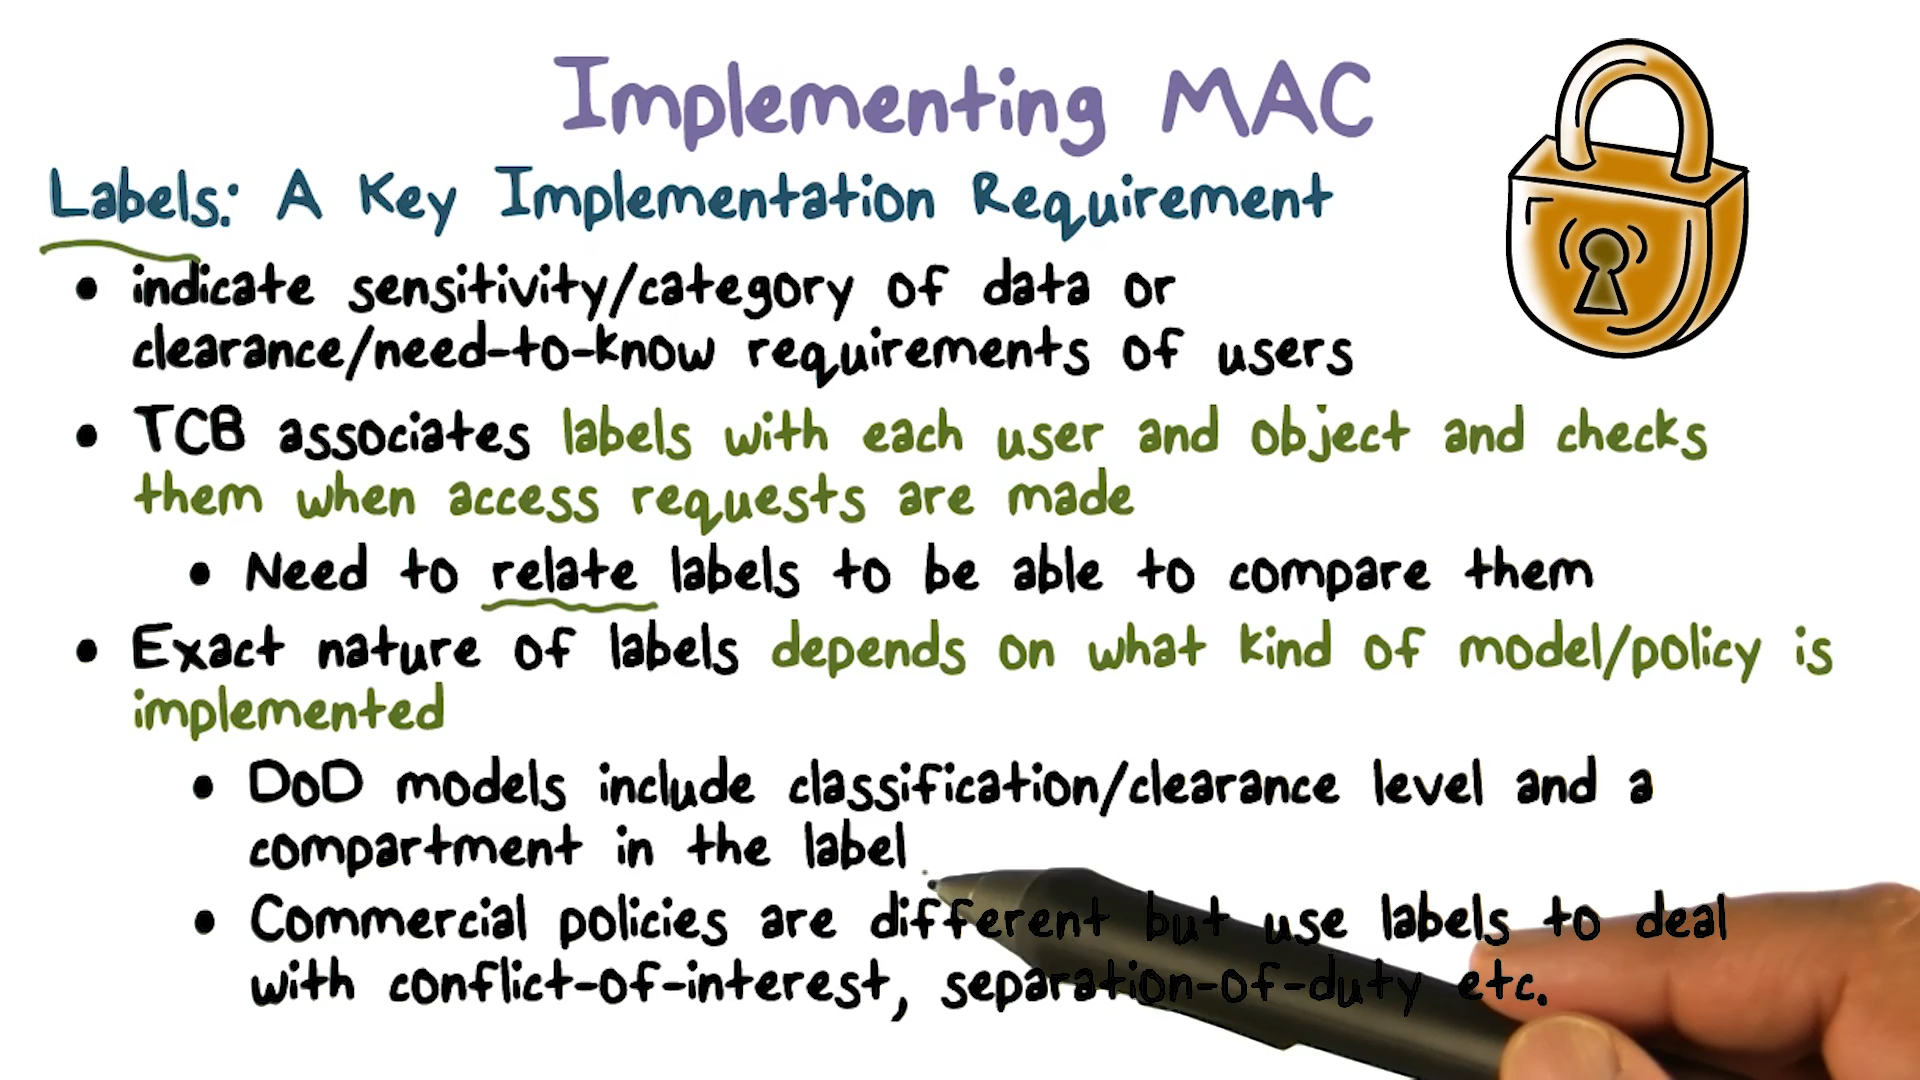 Implementing MAC
Labels: A Key Implementation Requirement
• indicate sensitivity/category of data or
clearance/need-to-know requirements of users
• TCB associates labels with each user and object and checks
them when access requests are made
• Need to relate labels to be able to compare them
• Exact nature of labels depends on what kind of model/policy is
implemented
• DoD models include classification/clearance level and a
compartment in the label
• Commercial policies are different but use labels to deal
with conflict-of-interest, separation-of-duty etc.